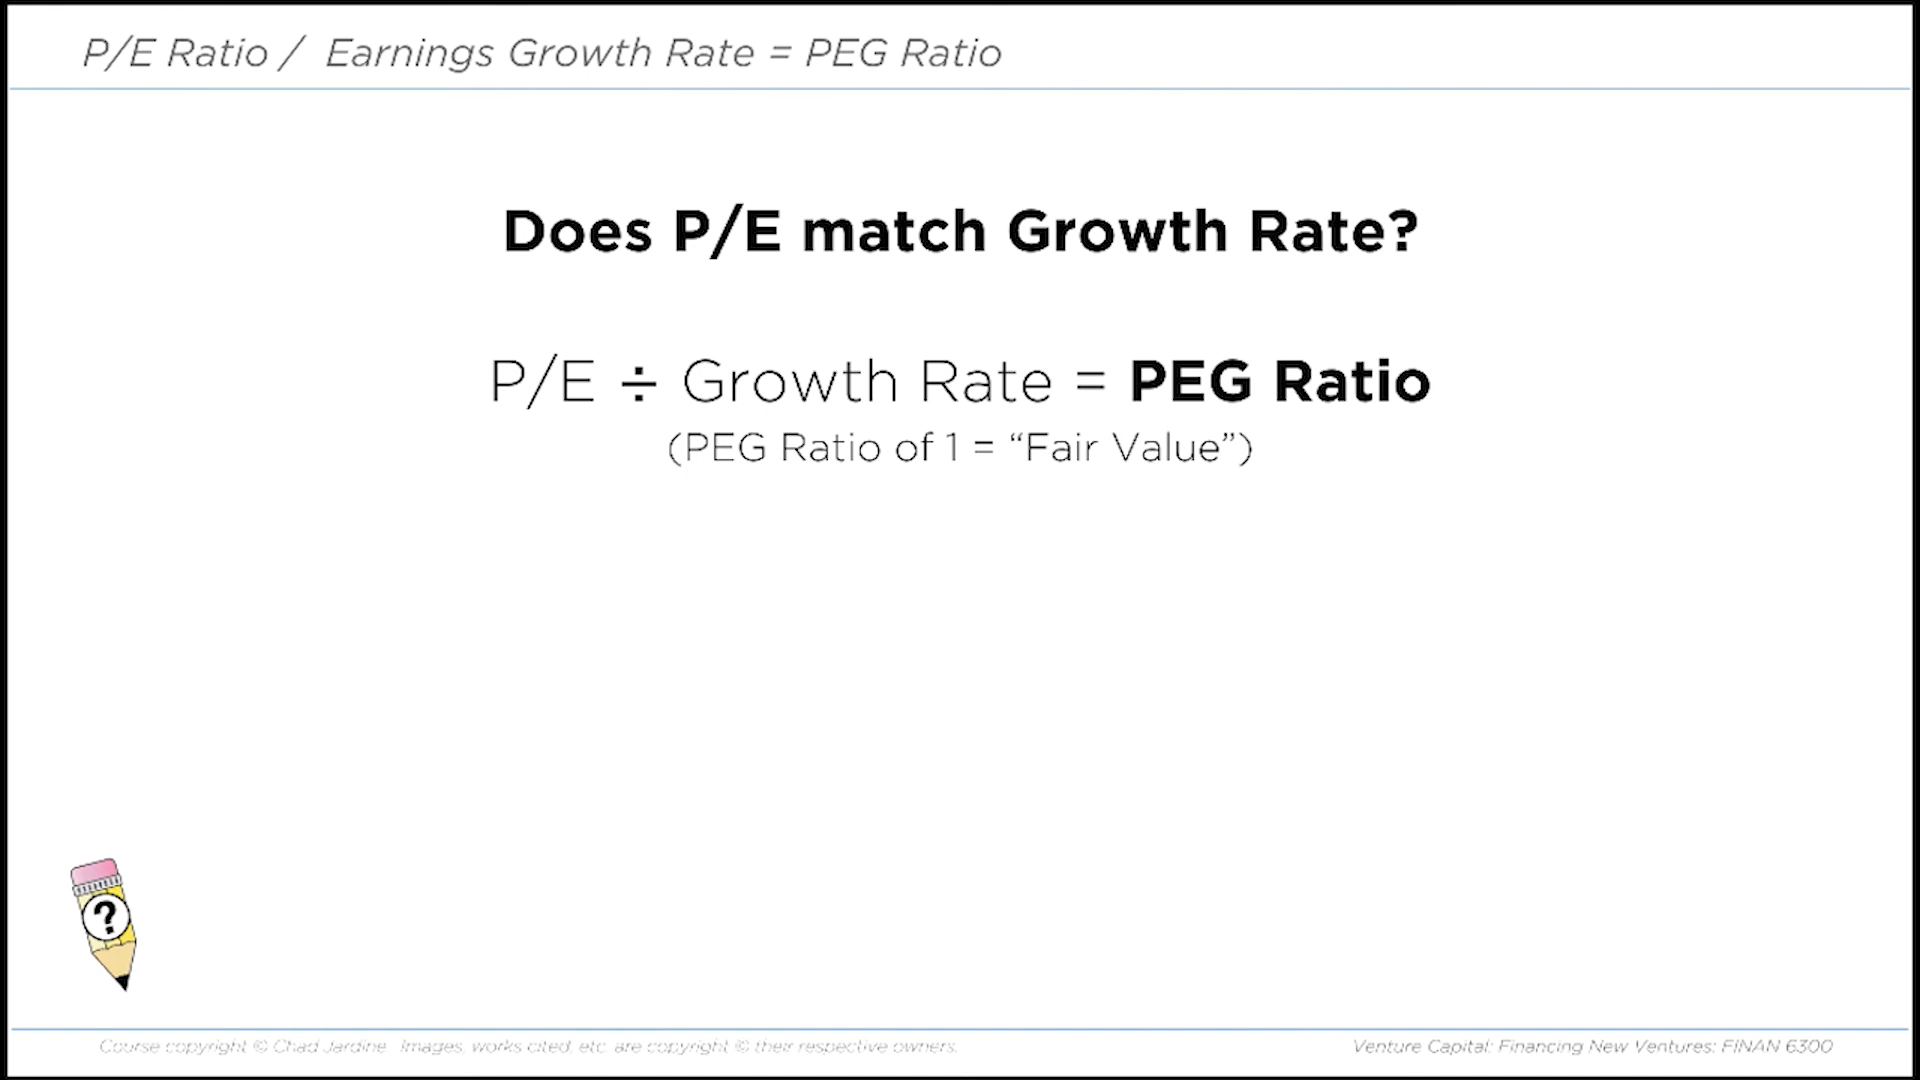 P/E Ratio / Earnings Growth Rate = PEG Ratio
Does P/E match Growth Rate?
P/E ÷ Growth Rate = PEG Ratio
(PEG Ratio of 1 = “Fair Value”)
?
Course copyright © Chad Jardine. Images, works cited, etc. are copyright © their respective owners.
Venture Capital: Financing New Ventures: FINAN 6300